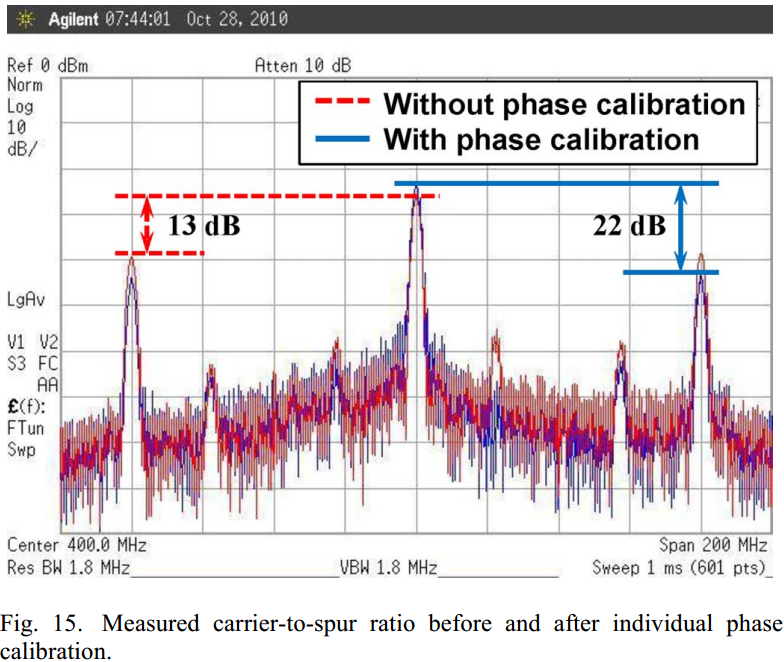 Agilent 07:44:01 Oct 28, 2010
Ref 0 dBm Atten 10 dB
Norm
Log
10
dB/
Without phase calibration
With phase calibration
13 dB
22 dB
LgAv
V1 V2
S3 FC
AA
£(f):
FTun
Swp
Center 400.0 MHz Span 200 MHz
Res BW 1.8 MHz VBW 1.8 MHz Sweep 1 ms (601 pts)
Fig. 15. Measured carrier-to-spur ratio before and after individual phase
calibration.